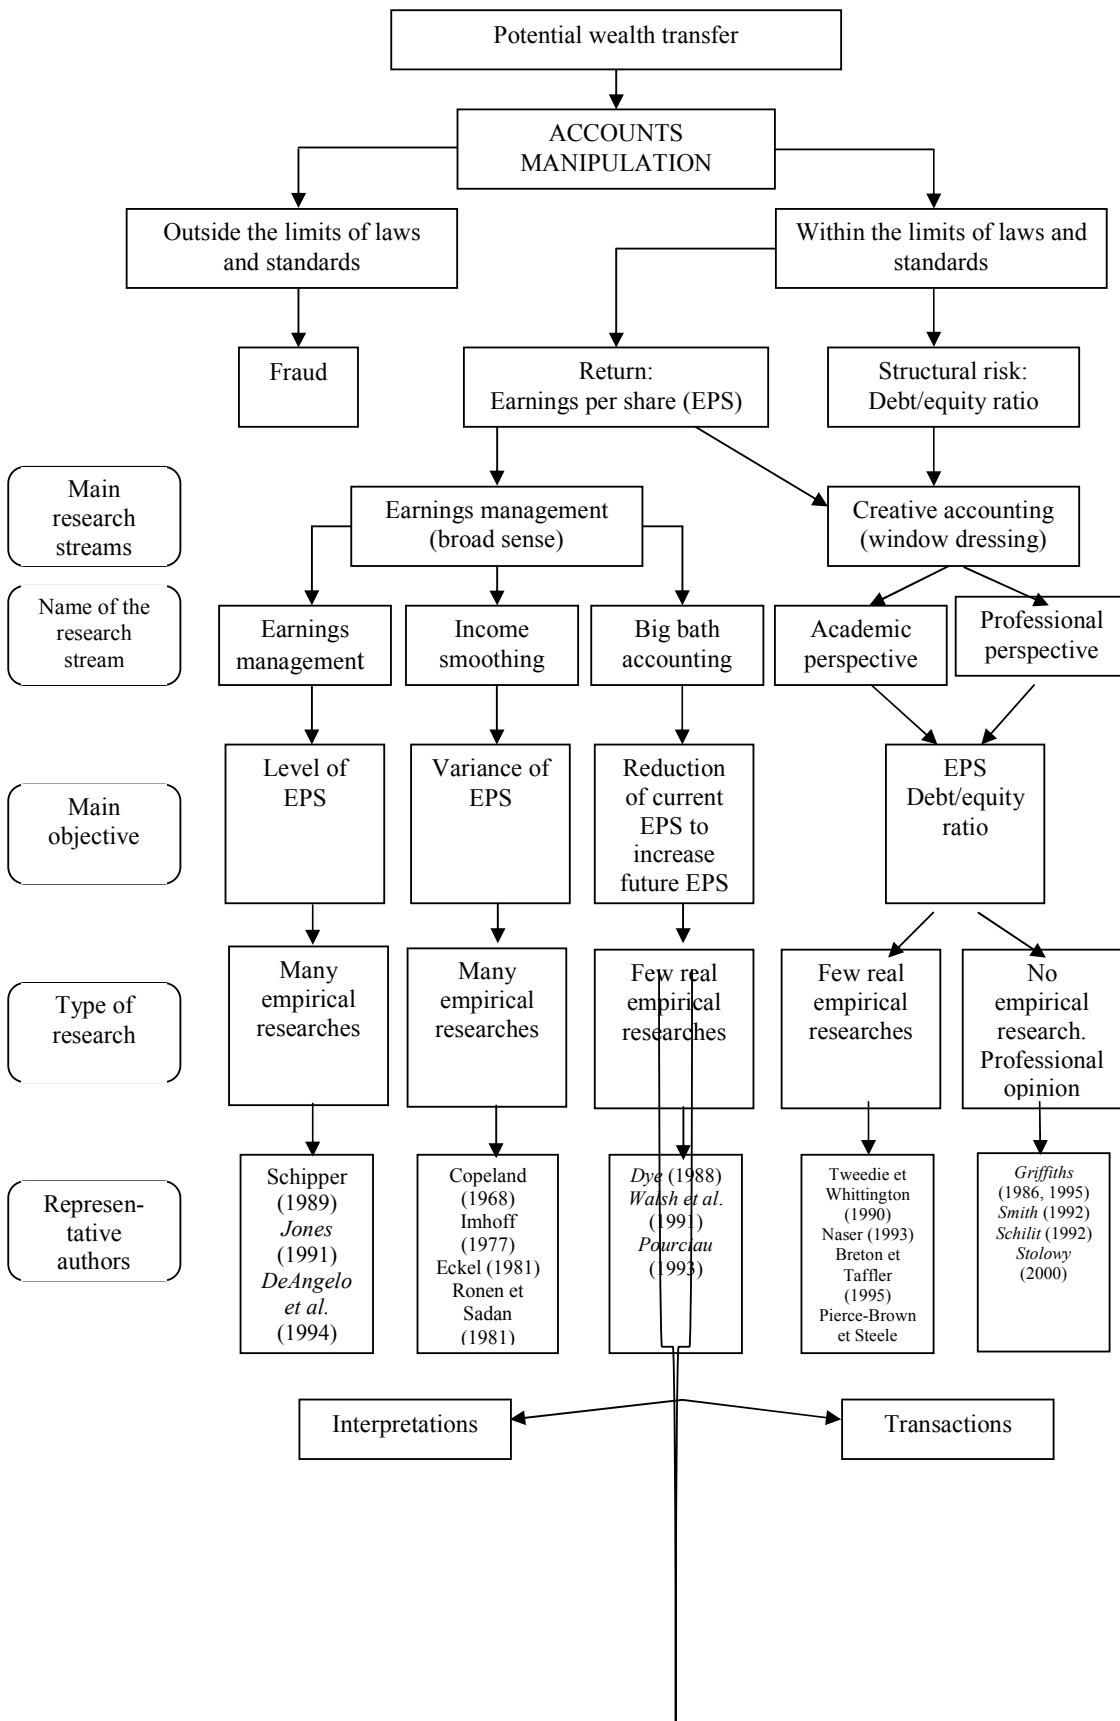 Potential wealth transfer
ACCOUNTS
MANIPULATION
Outside the limits of laws
and standards
Within the limits of laws and
standards
Fraud
Return:
Earnings per share (EPS)
Structural risk:
Debt/equity ratio
Main
research
streams
Earnings management
(broad sense)
Creative accounting
(window dressing)
Name of the
research
stream
Earnings
management
Income
smoothing
Big bath
accounting
Academic
perspective
Professional
perspective
Main
objective
Level of
EPS
Variance of
EPS
Reduction
of current
EPS to
increase
future EPS
EPS
Debt/equity
ratio
Type of
research
Many
empirical
researches
Many
empirical
researches
Few real
empirical
researches
Few real
empirical
researches
No
empirical
research.
Professional
opinion
Represen-
tative
authors
Schipper
(1989)
Jones
(1991)
DeAngelo
et al.
(1994)
Copeland
(1968)
Imhoff
(1977)
Eckel (1981)
Ronen et
Sadan
(1981)
Dye (1988)
Walsh et al.
(1991)
Pourciau
(1993)
Tweedie et
Whittington
(1990)
Naser (1993)
Breton et
Taffler
(1995)
Pierce-Brown
et Steele
Griffiths
(1986, 1995)
Smith (1992)
Schilit (1992)
Stolowy
(2000)
Interpretations
Transactions